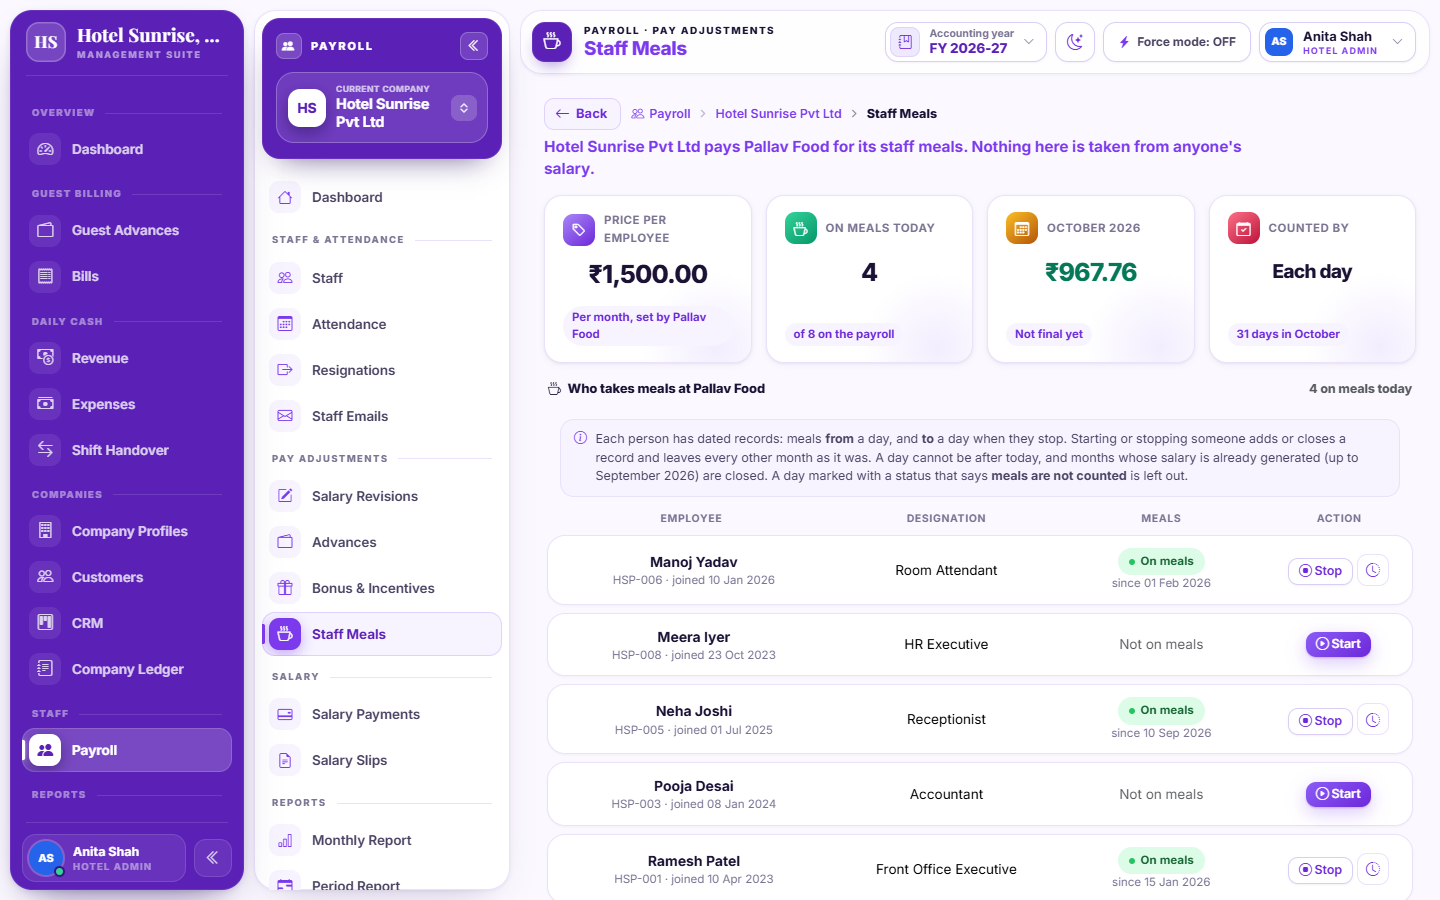 HS
Hotel Sunrise, ...
MANAGEMENT SUITE
OVERVIEW
Dashboard
GUEST BILLING
Guest Advances
Bills
DAILY CASH
Revenue
Expenses
Shift Handover
COMPANIES
Company Profiles
Customers
CRM
Company Ledger
STAFF
Payroll
REPORTS
AS
Anita Shah
HOTEL ADMIN
PAYROLL
HS
CURRENT COMPANY
Hotel Sunrise
Pvt Ltd
Dashboard
STAFF & ATTENDANCE
Staff
Attendance
Resignations
Staff Emails
PAY ADJUSTMENTS
Salary Revisions
Advances
Bonus & Incentives
Staff Meals
SALARY
Salary Payments
Salary Slips
REPORTS
Monthly Report
Period Report
PAYROLL · PAY ADJUSTMENTS
Staff Meals
Accounting year
FY 2026-27
Force mode: OFF
AS
Anita Shah
HOTEL ADMIN
Back
Payroll > Hotel Sunrise Pvt Ltd > Staff Meals
Hotel Sunrise Pvt Ltd pays Pallav Food for its staff meals. Nothing here is taken from anyone's
salary.
PRICE PER
EMPLOYEE
₹1,500.00
Per month, set by Pallav
Food
ON MEALS TODAY
4
of 8 on the payroll
OCTOBER 2026
₹967.76
Not final yet
COUNTED BY
Each day
31 days in October
Who takes meals at Pallav Food
4 on meals today
Each person has dated records: meals from a day, and to a day when they stop. Starting or stopping someone adds or closes a
record and leaves every other month as it was. A day cannot be after today, and months whose salary is already generated (up to
September 2026) are closed. A day marked with a status that says meals are not counted is left out.
EMPLOYEE DESIGNATION MEALS ACTION
Manoj Yadav
HSP-006 · joined 10 Jan 2026
Room Attendant
On meals
since 01 Feb 2026
Stop
Meera Iyer
HSP-008 · joined 23 Oct 2023
HR Executive
Not on meals
Start
Neha Joshi
HSP-005 · joined 01 Jul 2025
Receptionist
On meals
since 10 Sep 2026
Stop
Pooja Desai
HSP-003 · joined 08 Jan 2024
Accountant
Not on meals
Start
Ramesh Patel
HSP-001 · joined 10 Apr 2023
Front Office Executive
On meals
since 15 Jan 2026
Stop